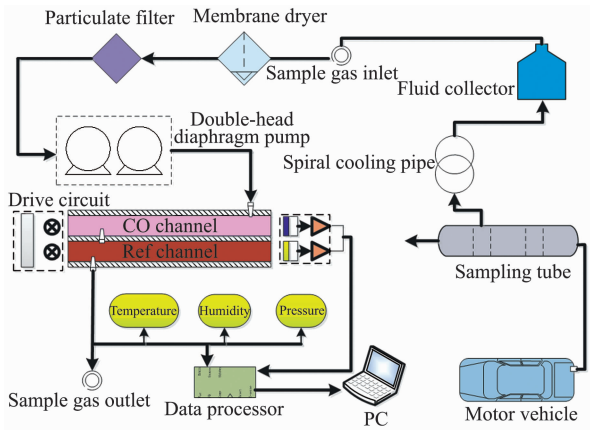 Particulate filter
Membrane dryer
Sample gas inlet
Fluid collector
Double-head
diaphragm pump
Spiral cooling pipe
Drive circuit
CO channel
Ref channel
Sampling tube
Temperature
Humidity
Pressure
Sample gas outlet
Data processor
PC
Motor vehicle